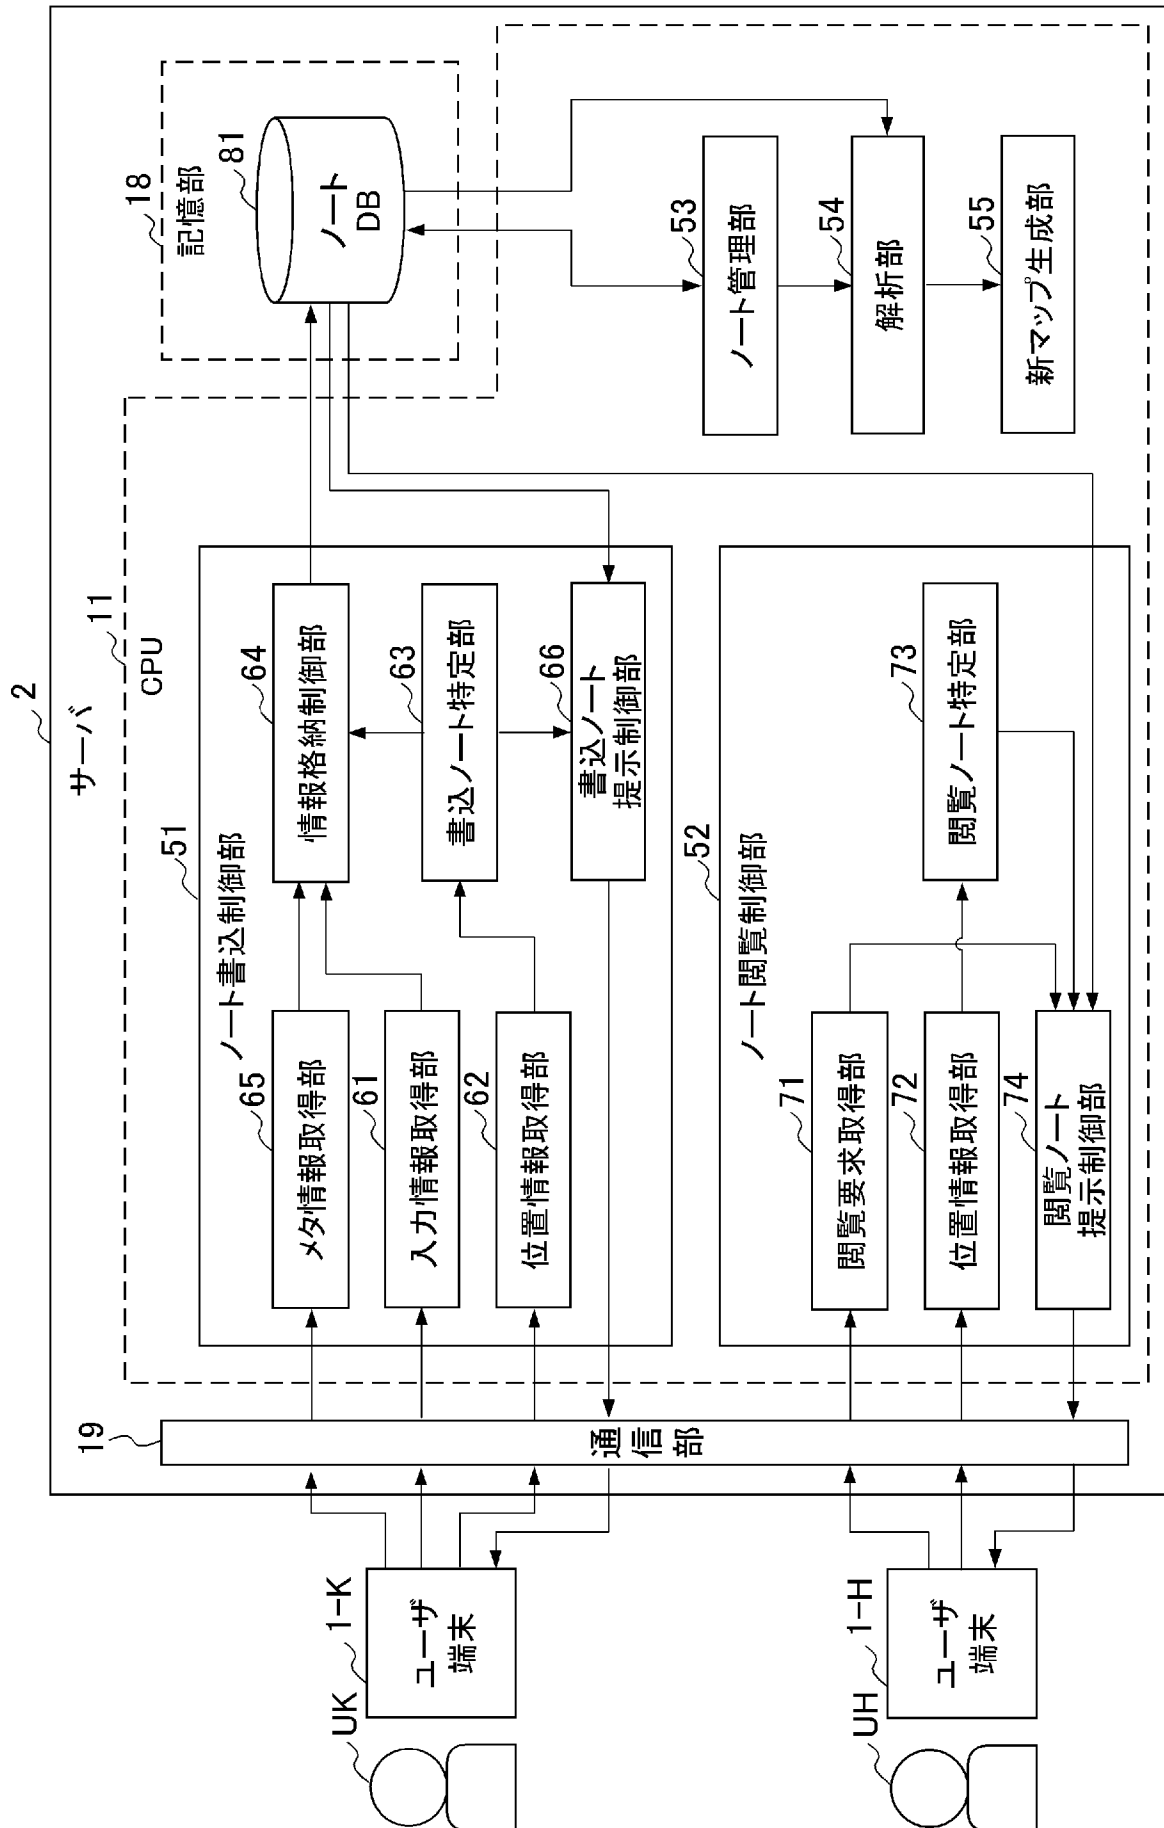 2
サーバ
11
CPU
18
記憶部
81
ノート
DB
51
ノート書込制御部
65
メタ情報取得部
61
入力情報取得部
62
位置情報取得部
64
情報格納制御部
63
書込ノート特定部
66
書込ノート
提示制御部
52
ノート閲覧制御部
71
閲覧要求取得部
72
位置情報取得部
74
閲覧ノート
提示制御部
73
閲覧ノート特定部
53
ノート管理部
54
解析部
55
新マップ生成部
19
通信部
UK
1-K
ユーザ
端末
UH
1-H
ユーザ
端末